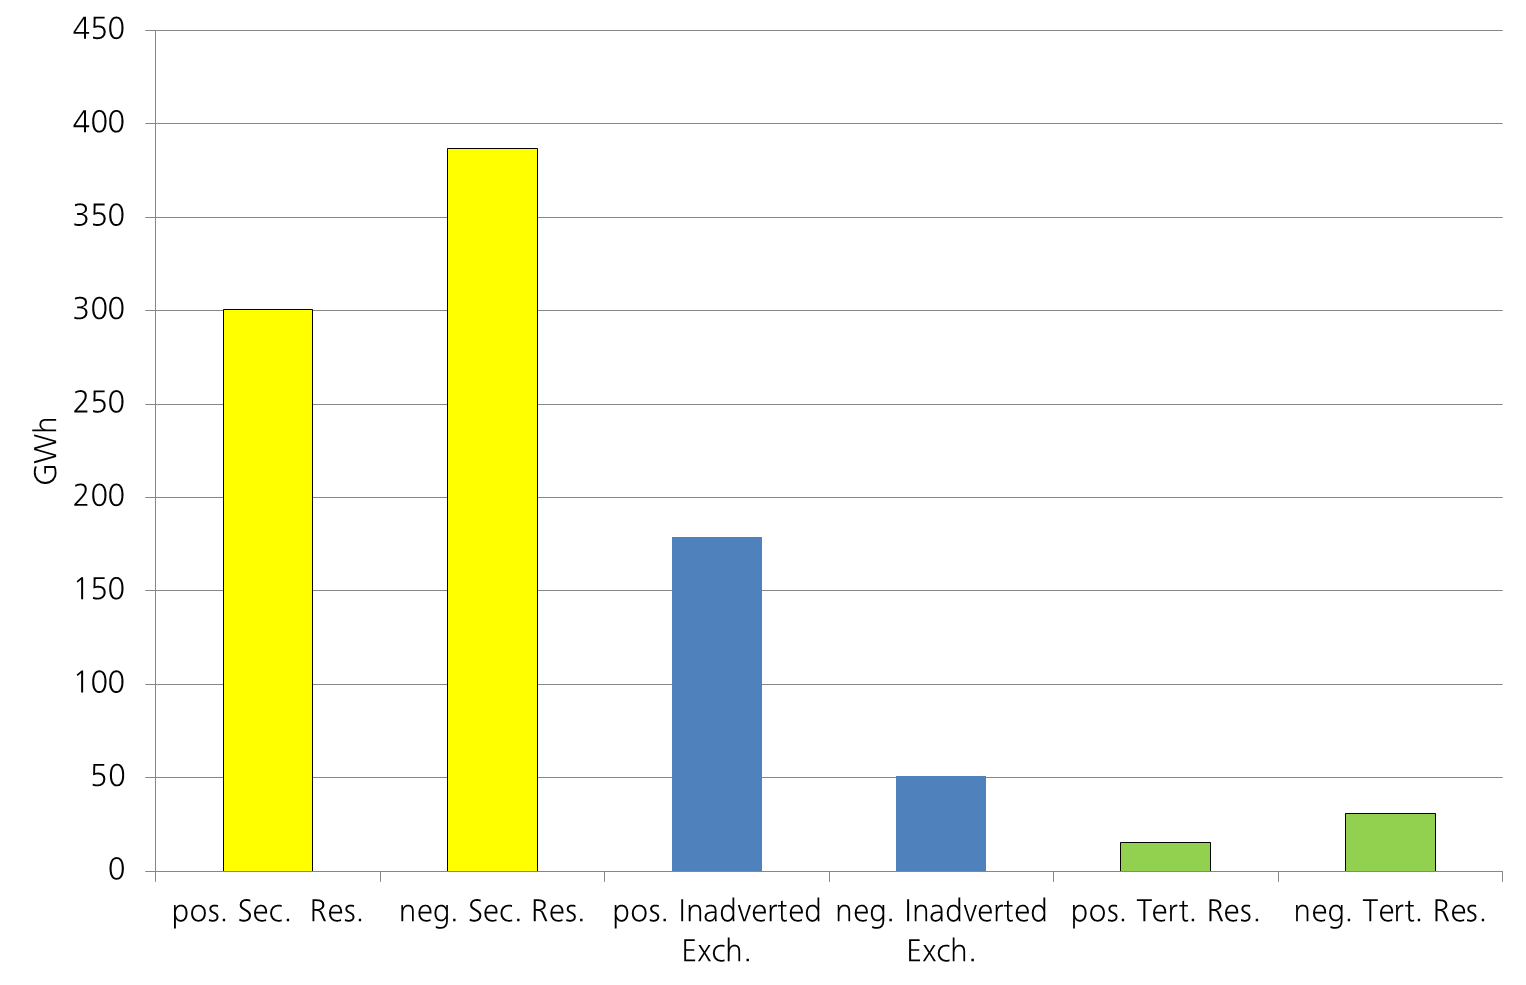 450
400
350
300
250
200
150
100
50
0
GWh
pos. Sec. Res.
neg. Sec. Res.
pos. Inadverted
Exch.
neg. Inadverted
Exch.
pos. Tert. Res.
neg. Tert. Res.